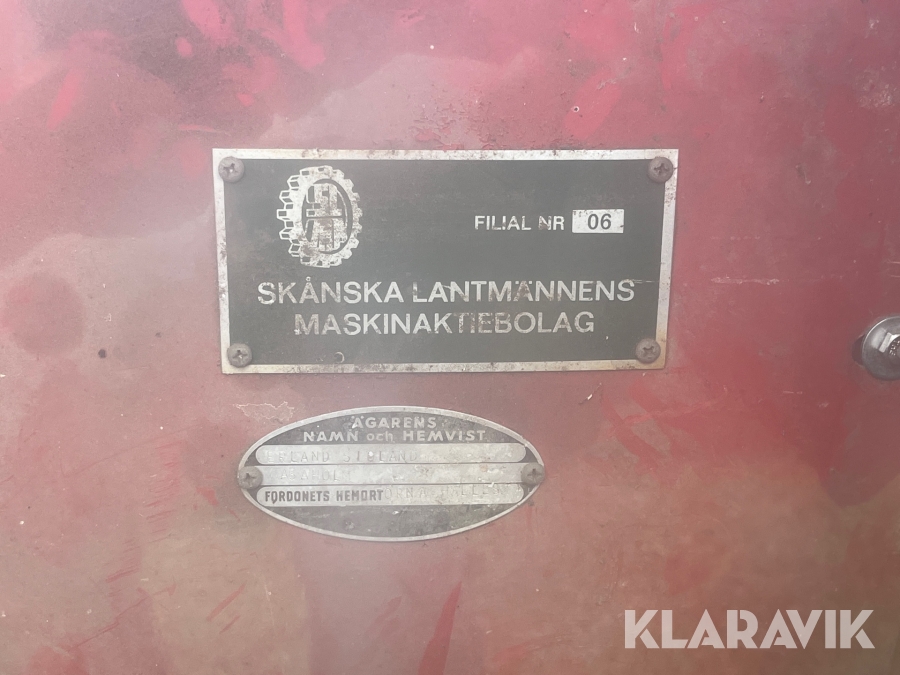 FILIAL NR 06
SKÅNSKA LANTMÄNNENS
MASKINAKTIEBOLAG
ÄGARENS
NAMN och HEMVIST
FORDONETS HEMORT
KLARAVIK